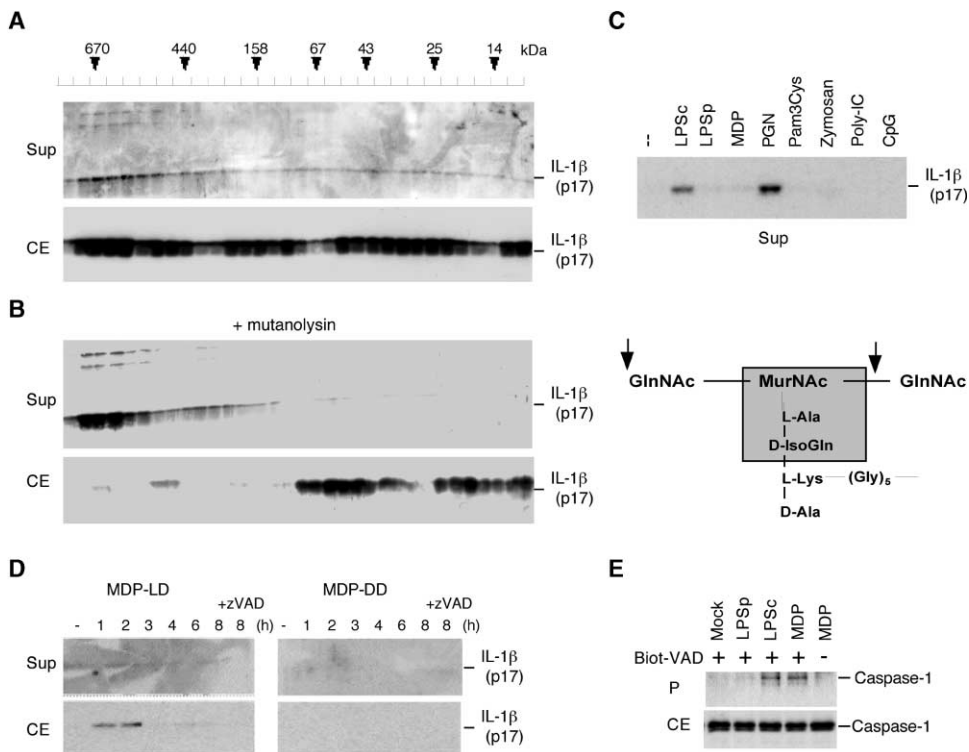 A
670 440 158 67 43 25 14 kDa
Sup
IL-1β
(p17)
CE
IL-1β
(p17)
B
+ mutanolysin
Sup
IL-1β
(p17)
CE
IL-1β
(p17)
C
-- LPSc LPSp MDP PGN Pam3Cys Zymosan Poly-IC CpG
IL-1β
(p17)
Sup
GlnNAc MurNAc GlnNAc
L-Ala
D-IsoGln
L-Lys (Gly)5
D-Ala
D
MDP-LD MDP-DD
+zVAD +zVAD
- 1 2 3 4 6 8 8 (h) - 1 2 3 4 6 8 8 (h)
Sup
IL-1β
(p17)
CE
IL-1β
(p17)
E
Mock LPSp LPSc MDP MDP
Biot-VAD + + + + -
P Caspase-1
CE Caspase-1